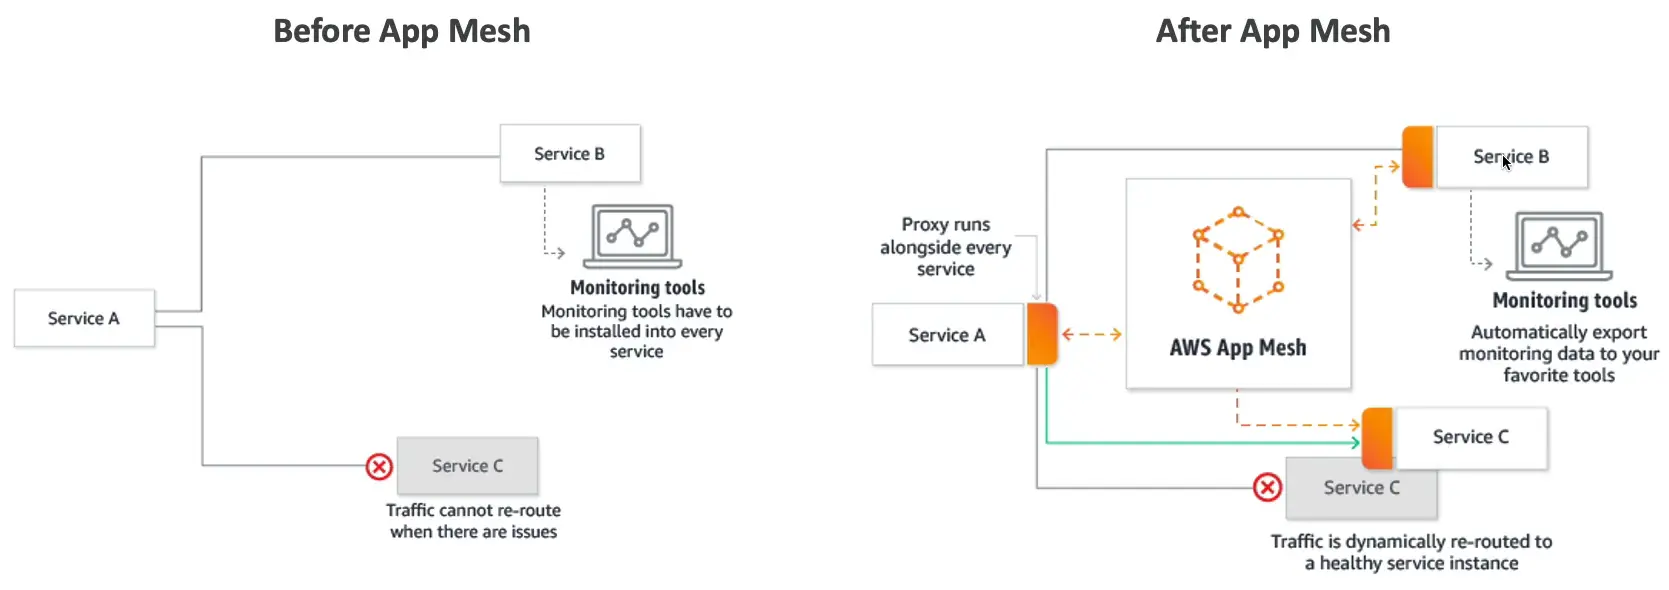 Before App Mesh
Service B
Monitoring tools
Monitoring tools have to
be installed into every
service
Service A
Service C
Traffic cannot re-route
when there are issues
After App Mesh
Service B
Proxy runs
alongside every
service
Service A
AWS App Mesh
Monitoring tools
Automatically export
monitoring data to your
favorite tools
Service C
Service C
Traffic is dynamically re-routed to
a healthy service instance